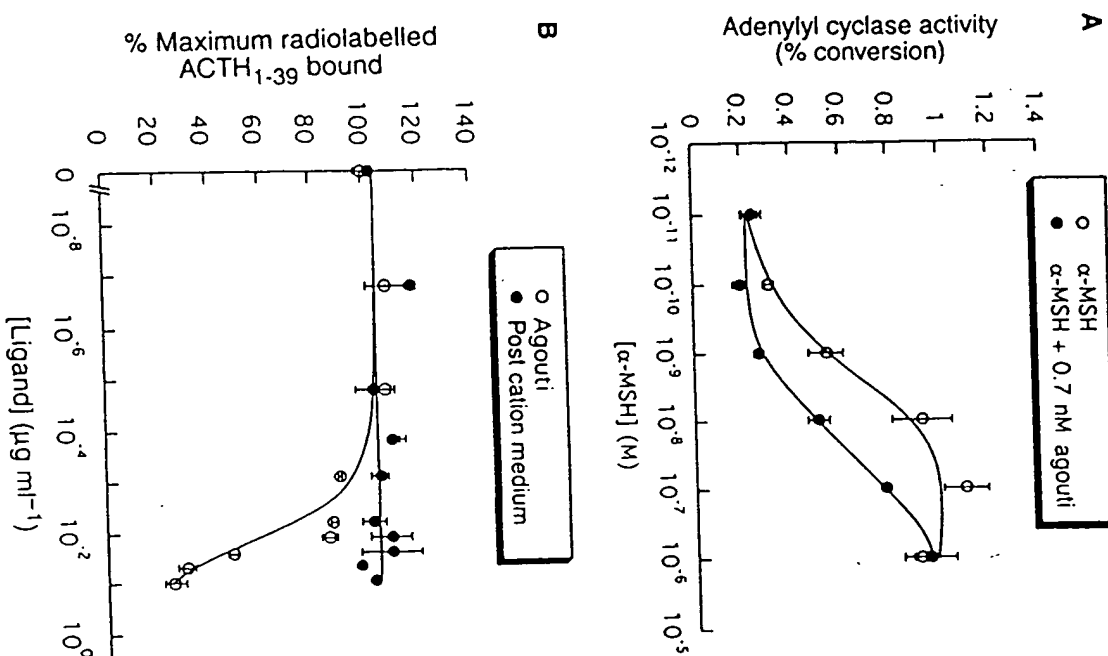 A
○ α-MSH
● α-MSH + 0.7 nM agouti
Adenylyl cyclase activity
(% conversion)
1.4
1.2
1
0.8
0.6
0.4
0.2
0
10⁻¹² 10⁻¹¹ 10⁻¹⁰ 10⁻⁹ 10⁻⁸ 10⁻⁷ 10⁻⁶ 10⁻⁵
[α-MSH] (M)
B
○ Agouti
● Post cation medium
% Maximum radiolabelled
ACTH₁₋₃₉ bound
140
120
100
80
60
40
20
0
0 10⁻⁸ 10⁻⁶ 10⁻⁴ 10⁻² 10⁰
[Ligand] (μg ml⁻¹)